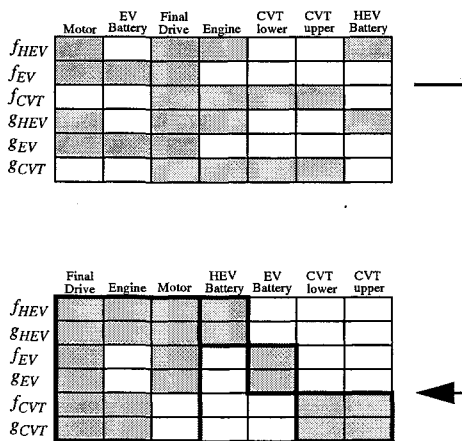 Motor EV Battery Final Drive Engine CVT lower CVT upper HEV Battery
fHEV
fEV
fCVT
gHEV
gEV
gCVT
Final Drive Engine Motor HEV Battery EV Battery CVT lower CVT upper
fHEV
gHEV
fEV
gEV
fCVT
gCVT